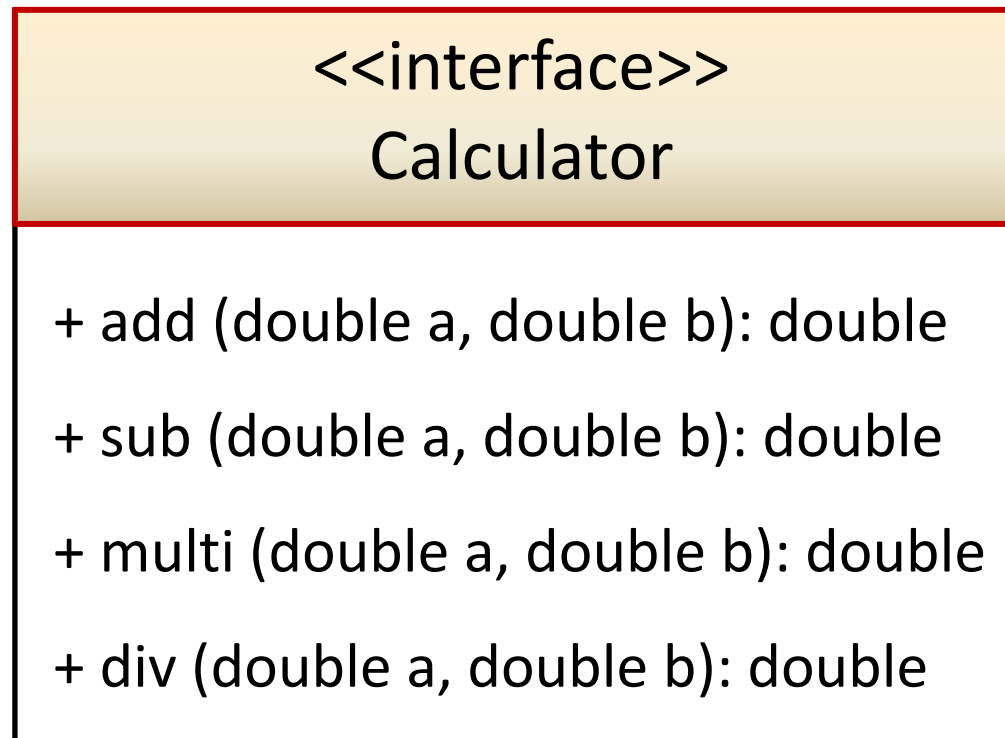 <<interface>>
Calculator
+ add (double a, double b): double
+ sub (double a, double b): double
+ multi (double a, double b): double
+ div (double a, double b): double